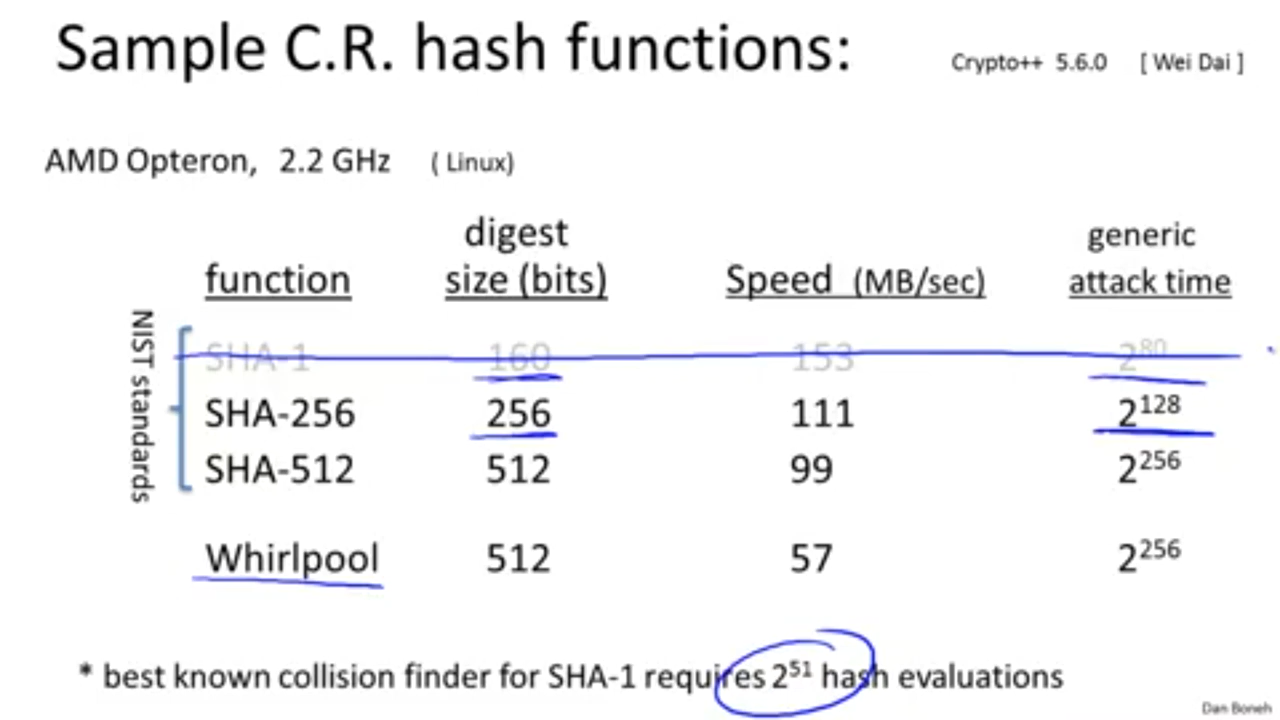 Sample C.R. hash functions: Crypto++ 5.6.0 [ Wei Dai ]
AMD Opteron, 2.2 GHz ( Linux)
digest generic
function size (bits) Speed (MB/sec) attack time
NIST standards
SHA-1 160 153 2^80
SHA-256 256 111 2^128
SHA-512 512 99 2^256
Whirlpool 512 57 2^256
* best known collision finder for SHA-1 requires 2^51 hash evaluations
Dan Boneh